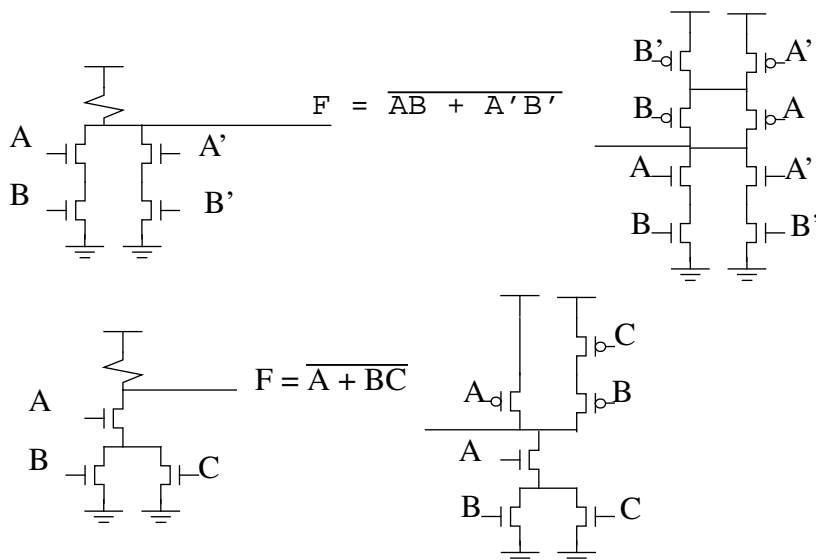 B' A'
F = AB + A'B'
B A
A A'
A A'
B B'
B B'
C
F = A + BC
A B
A
A
B C
B C